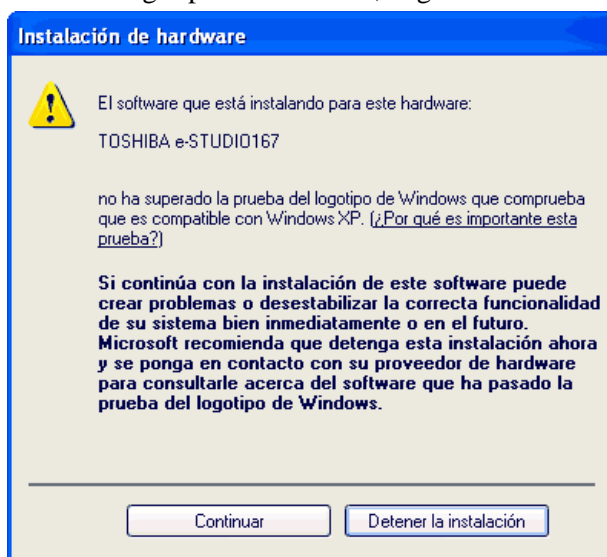 Instalación de hardware
El software que está instalando para este hardware:
TOSHIBA e-STUDIO167
no ha superado la prueba del logotipo de Windows que comprueba
que es compatible con Windows XP. (¿Por qué es importante esta
prueba?)
Si continúa con la instalación de este software puede
crear problemas o desestabilizar la correcta funcionalidad
de su sistema bien inmediatamente o en el futuro.
Microsoft recomienda que detenga esta instalación ahora
y se ponga en contacto con su proveedor de hardware
para consultarle acerca del software que ha pasado la
prueba del logotipo de Windows.
Continuar
Detener la instalación